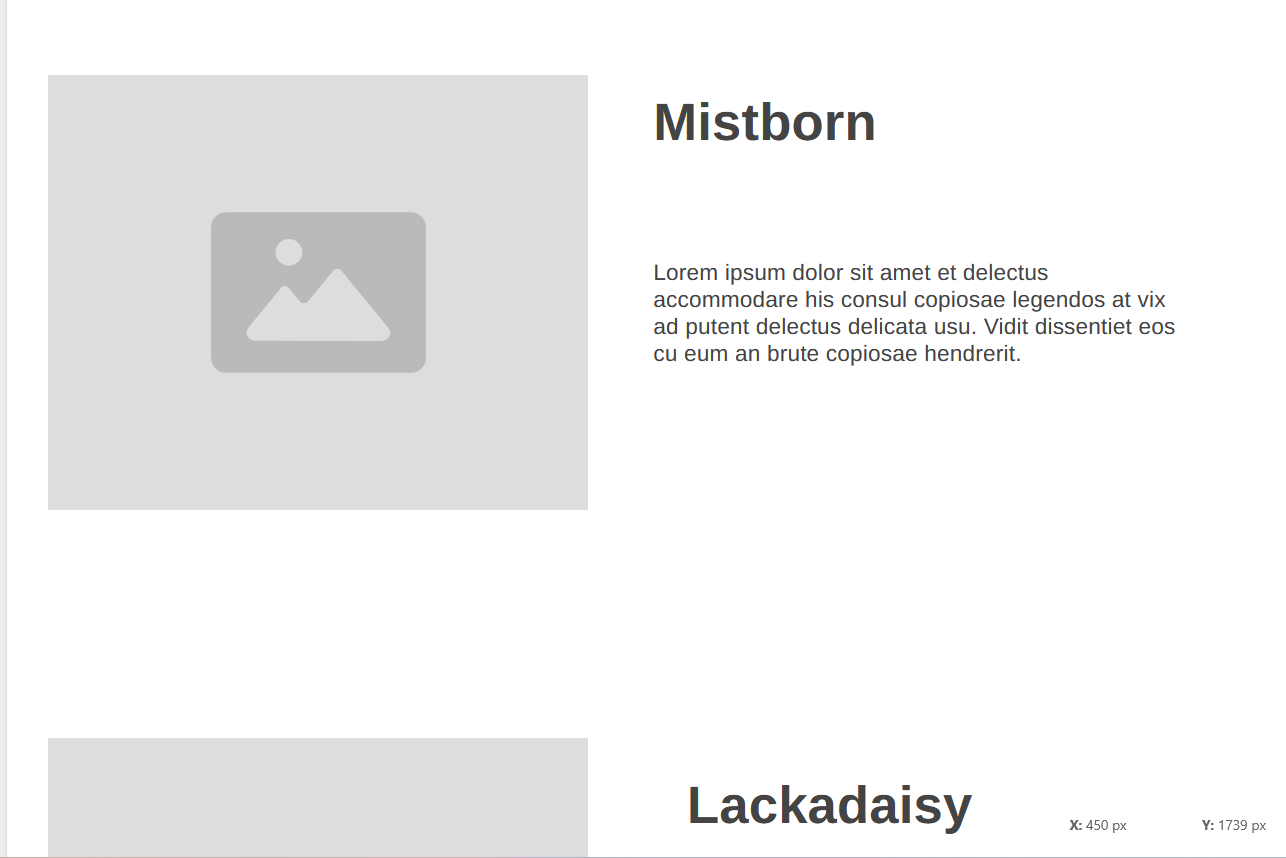 Mistborn
Lorem ipsum dolor sit amet et delectus
accommodare his consul copiosae legendos at vix
ad putent delectus delicata usu. Vidit dissentiet eos
cu eum an brute copiosae hendrerit.
Lackadaisy
X: 450 px Y: 1739 px